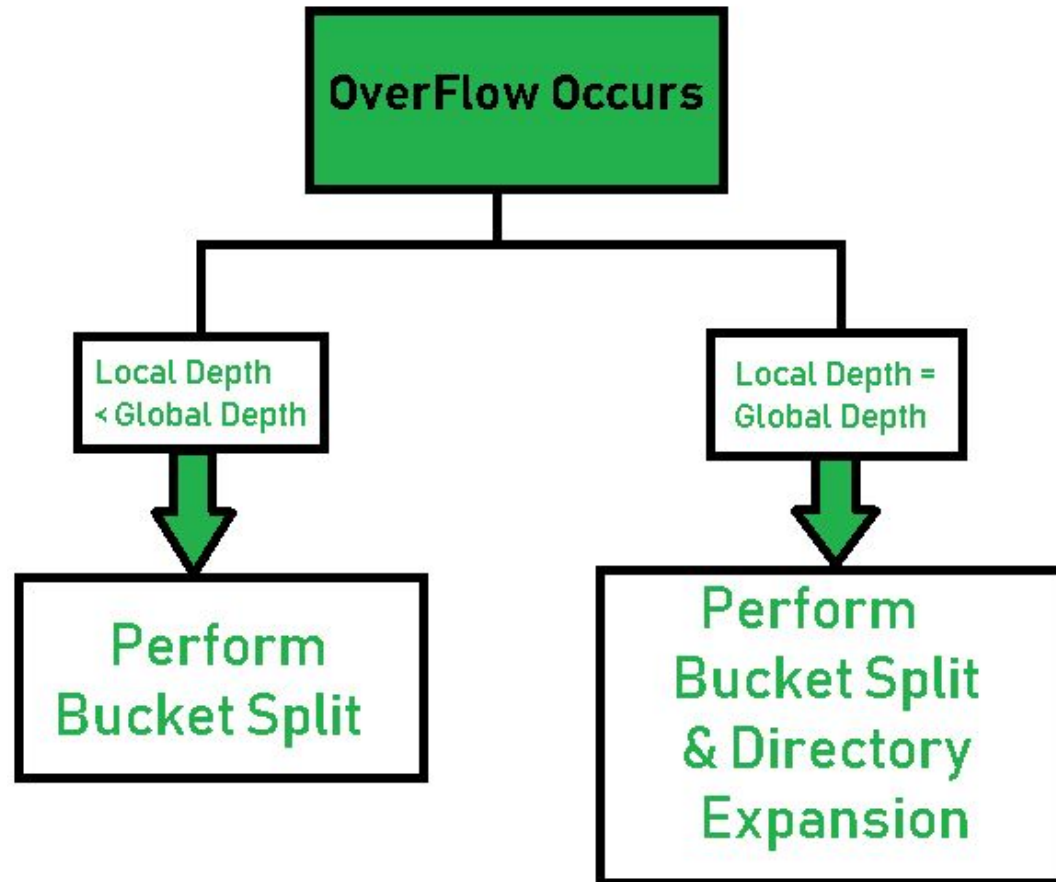 OverFlow Occurs
Local Depth
< Global Depth
Local Depth =
Global Depth
Perform
Bucket Split
Perform
Bucket Split
& Directory
Expansion